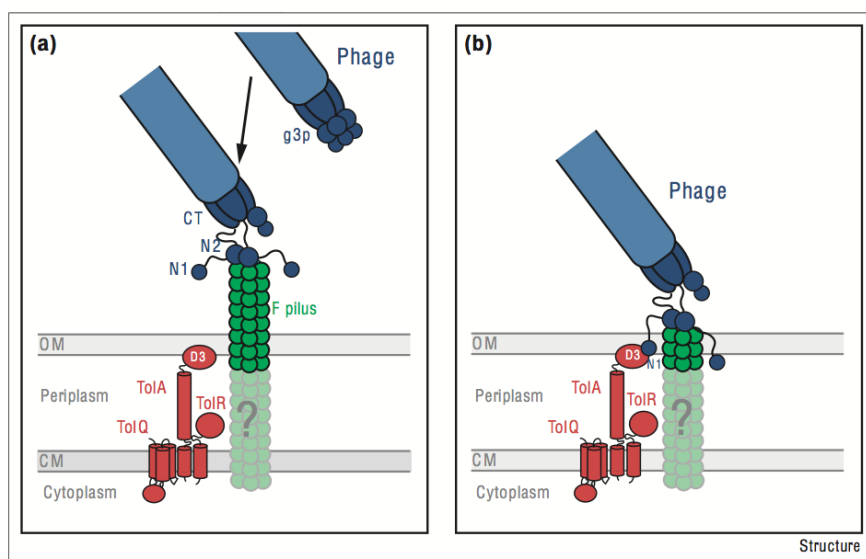 (a)
Phage
g3p
CT
N2
N1
F pilus
OM
D3
Periplasm
TolA
TolR
TolQ
?
CM
Cytoplasm
(b)
Phage
OM
D3
N1
Periplasm
TolA
TolR
TolQ
?
CM
Cytoplasm
Structure